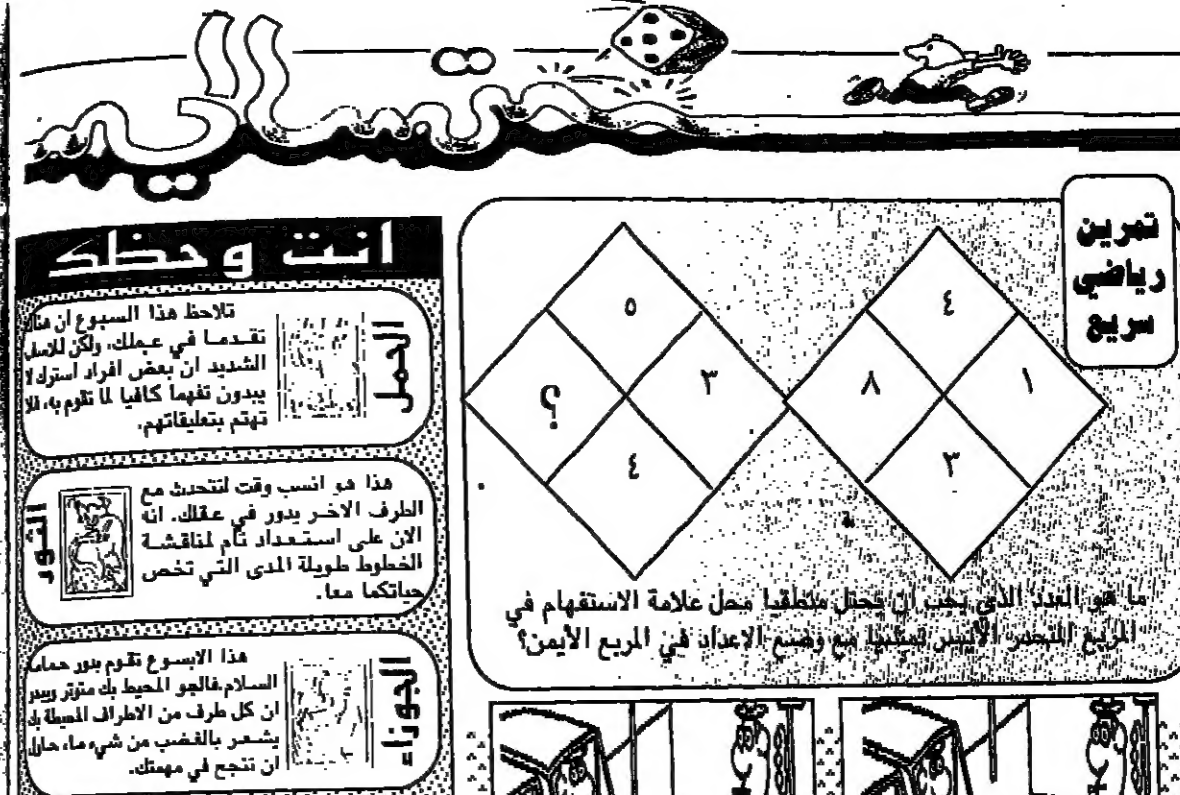 تمرين
رياضي
سريع
٤
٨
١
٣
٥
؟
٣
٤
ما هو العدد الذي يجب ان يحتل منطقيا محل علامة الاستفهام في
المربع المنحدر الأيسر تمشيا مع وضع الاعداد في المربع الأيمن؟
انت وحظك
الحمل
تلاحظ هذا السبوع ان هناك
تقدما في عملك، ولكن للاسف
الشديد ان بعض افراد اسرتك لا
يبدون تفهما كافيا لما تقوم به، فلا
تهتم بتعليقاتهم.
الثور
هذا هو انسب وقت لتتحدث مع
الطرف الاخر يدور في عقلك. انه
الان على استعداد تام لمناقشة
الخطوط طويلة المدى التي تخص
حياتكما معا.
الجوزاء
هذا الابسوع تقوم بدور حمامة
السلام فالجو المحيط بك متوتر ويبدو
ان كل طرف من الاطراف المحيطة بك
يشعر بالغضب من شيء ما، حاول
ان تنجح في مهمتك.